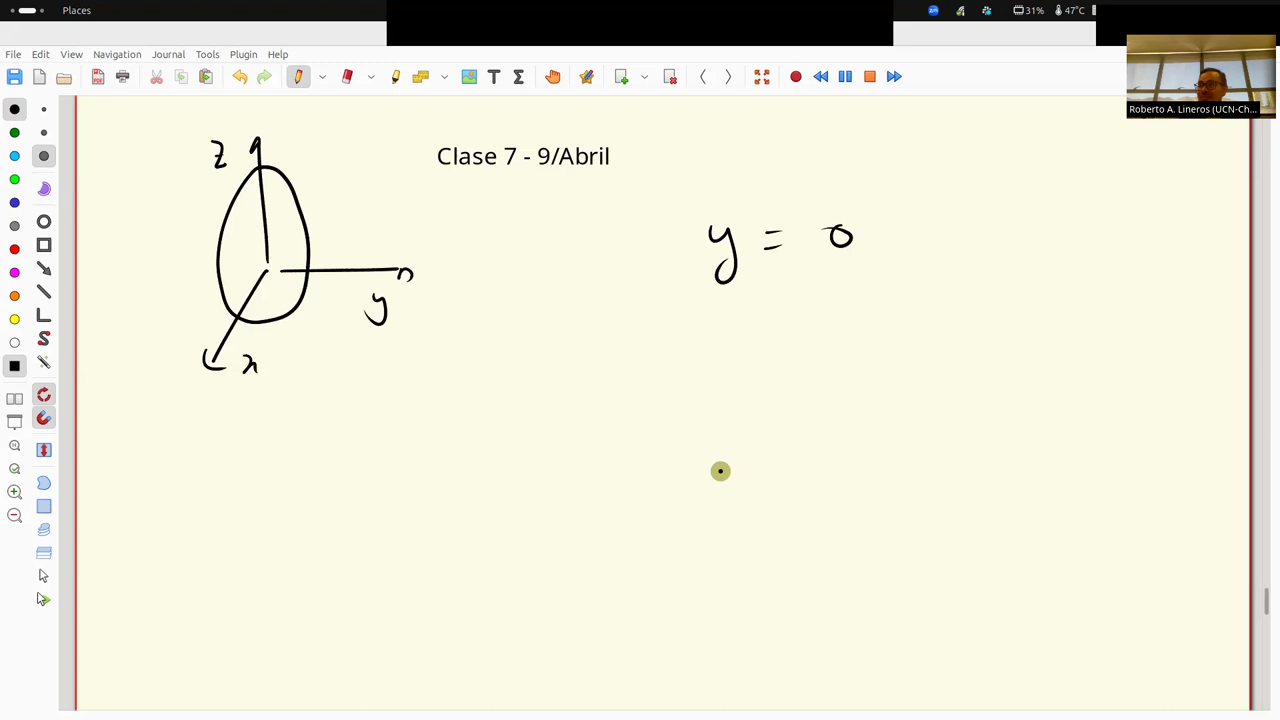 Places
31%
47°C
File Edit View Navigation Journal Tools Plugin Help
Roberto A. Lineros (UCN-Ch...
Clase 7 - 9/Abril
z
y = 0
y
x